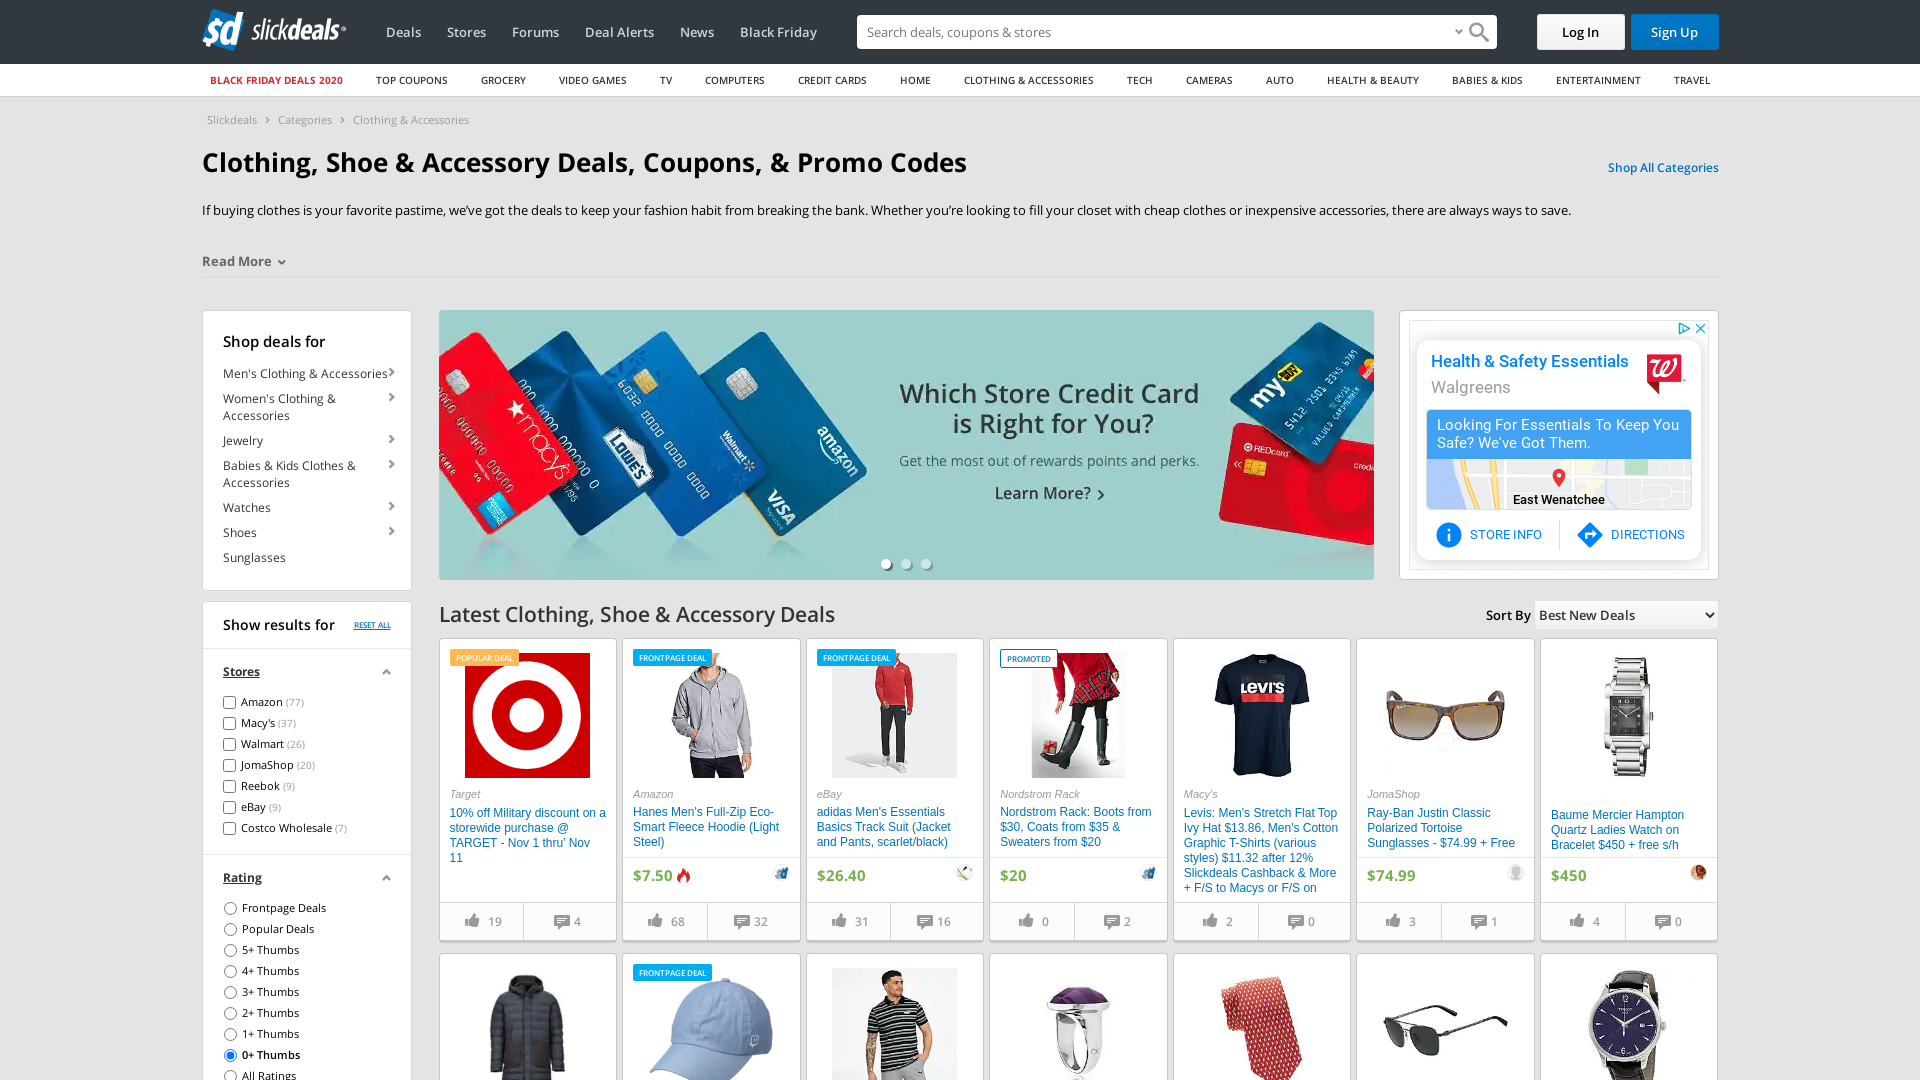 sd slickdeals
Deals
Stores
Forums
Deal Alerts
News
Black Friday
Search deals, coupons & stores
Log In
Sign Up
BLACK FRIDAY DEALS 2020
TOP COUPONS
GROCERY
VIDEO GAMES
TV
COMPUTERS
CREDIT CARDS
HOME
CLOTHING & ACCESSORIES
TECH
CAMERAS
AUTO
HEALTH & BEAUTY
BABIES & KIDS
ENTERTAINMENT
TRAVEL
Slickdeals
Categories
Clothing & Accessories
Clothing, Shoe & Accessory Deals, Coupons, & Promo Codes
Shop All Categories
If buying clothes is your favorite pastime, we’ve got the deals to keep your fashion habit from breaking the bank. Whether you’re looking to fill your closet with cheap clothes or inexpensive accessories, there are always ways to save.
Read More
Shop deals for
Men's Clothing & Accessories
Women's Clothing &
Accessories
Jewelry
Babies & Kids Clothes &
Accessories
Watches
Shoes
Sunglasses
Show results for
RESET ALL
Stores
Amazon (77)
Macy's (37)
Walmart (26)
JomaShop (20)
Reebok (9)
eBay (9)
Costco Wholesale (7)
Rating
Frontpage Deals
Popular Deals
5+ Thumbs
4+ Thumbs
3+ Thumbs
2+ Thumbs
1+ Thumbs
0+ Thumbs
All Ratings
macy's
LOWE'S
Walmart
amazon
VISA
Which Store Credit Card
is Right for You?
Get the most out of rewards points and perks.
Learn More?
my BEST BUY
REDcard
Health & Safety Essentials
Walgreens
Looking For Essentials To Keep You
Safe? We've Got Them.
East Wenatchee
STORE INFO
DIRECTIONS
Latest Clothing, Shoe & Accessory Deals
Sort By
Best New Deals
POPULAR DEAL
Target
10% off Military discount on a
storewide purchase @
TARGET - Nov 1 thru' Nov
11
19
4
FRONTPAGE DEAL
Amazon
Hanes Men's Full-Zip Eco-
Smart Fleece Hoodie (Light
Steel)
$7.50
68
32
FRONTPAGE DEAL
eBay
adidas Men's Essentials
Basics Track Suit (Jacket
and Pants, scarlet/black)
$26.40
31
16
PROMOTED
Nordstrom Rack
Nordstrom Rack: Boots from
$30, Coats from $35 &
Sweaters from $20
$20
0
2
LEVI'S
Macy's
Levis: Men's Stretch Flat Top
Ivy Hat $13.86, Men's Cotton
Graphic T-Shirts (various
styles) $11.32 after 12%
Slickdeals Cashback & More
+ F/S to Macys or F/S on
2
0
JomaShop
Ray-Ban Justin Classic
Polarized Tortoise
Sunglasses - $74.99 + Free
$74.99
3
1
Baume Mercier Hampton
Quartz Ladies Watch on
Bracelet $450 + free s/h
$450
4
0
FRONTPAGE DEAL